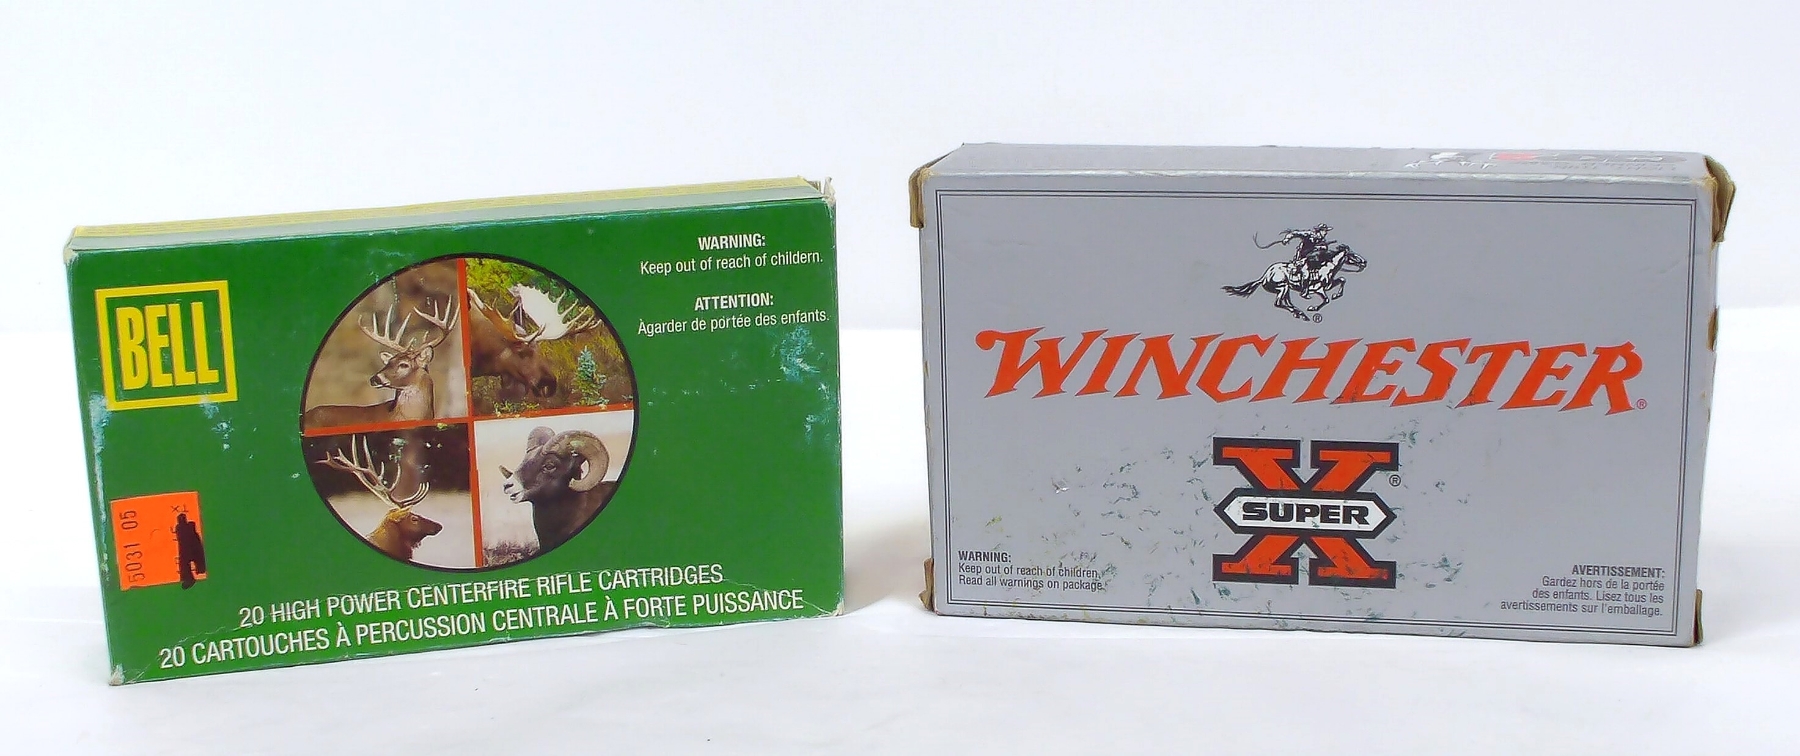 BELL
WARNING:
Keep out of reach of childern.
ATTENTION:
Àgarder de pórtée des enfants.
5031 05
20 HIGH POWER CENTERFIRE RIFLE CARTRIDGES
20 CARTOUCHES À PERCUSSION CENTRALE À FORTE PUISSANCE
®
WINCHESTER®
X®
SUPER
WARNING:
Keep out of reach of children.
Read all warnings on package.
AVERTISSEMENT:
Gardez hors de la portée
des enfants. Lisez tous les
avertissements sur l'emballage.